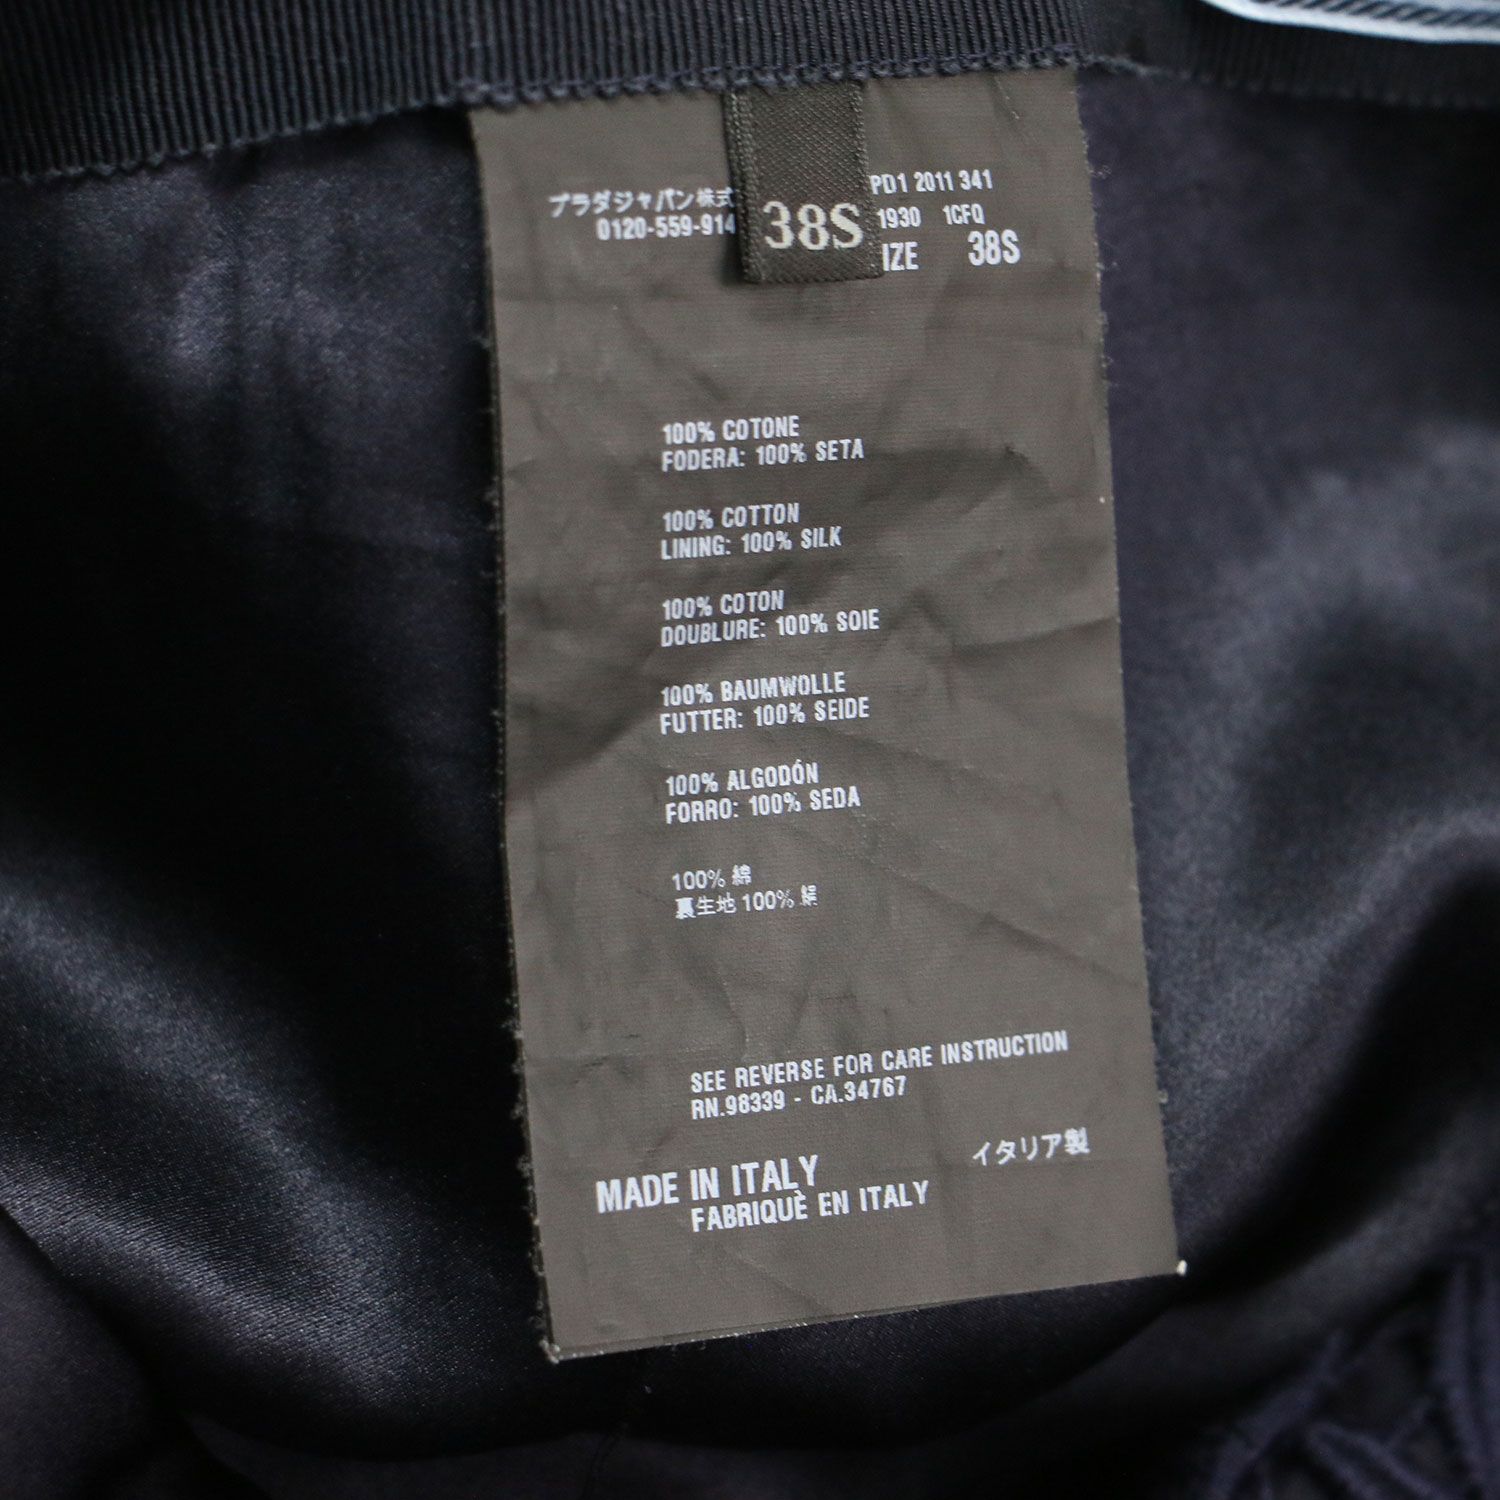 プラダジャパン株式
0120-559-914
38S
PD1 2011 341
1930 1CFQ
IZE 38S
100% COTONE
FODERA: 100% SETA
100% COTTON
LINING: 100% SILK
100% COTON
DOUBLURE: 100% SOIE
100% BAUMWOLLE
FUTTER: 100% SEIDE
100% ALGODÓN
FORRO: 100% SEDA
100% 綿
裏生地 100% 絹
SEE REVERSE FOR CARE INSTRUCTION
RN.98339 - CA.34767
イタリア製
MADE IN ITALY
FABRIQUÈ EN ITALY